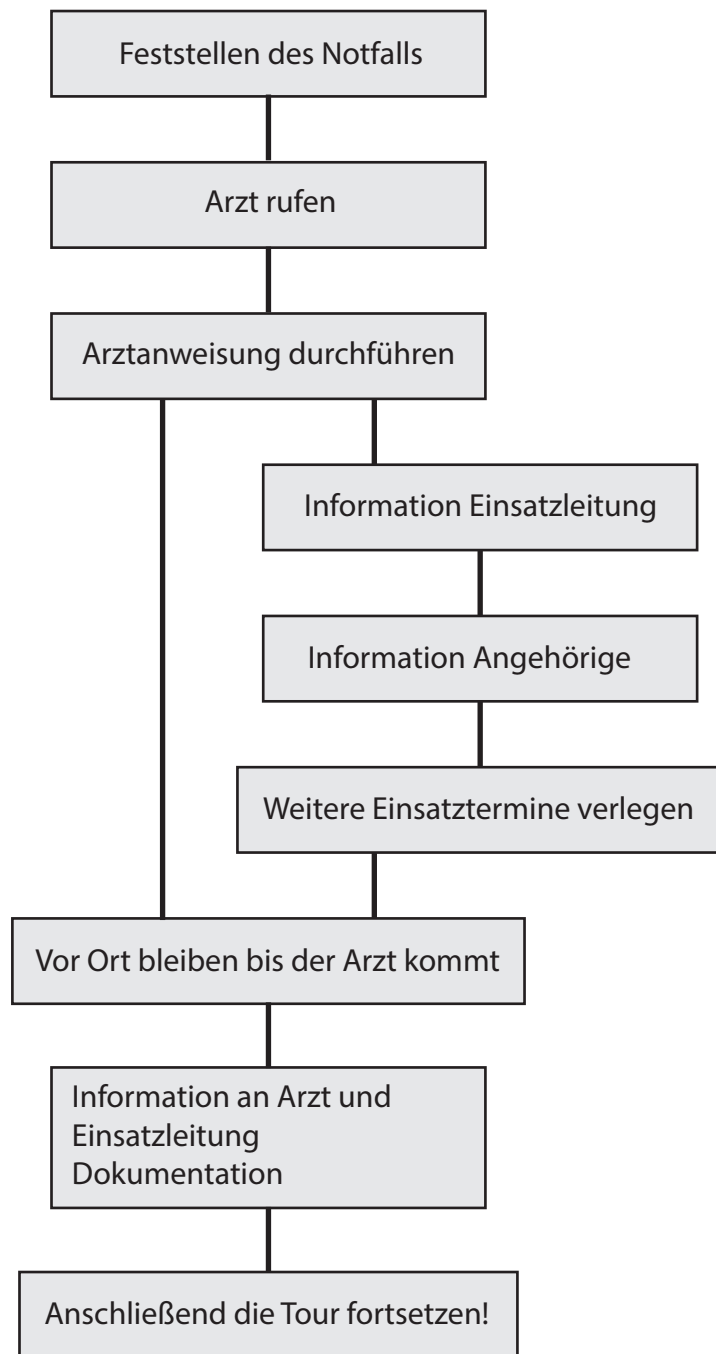 Feststellen des Notfalls
Arzt rufen
Arztanweisung durchführen
Information Einsatzleitung
Information Angehörige
Weitere Einsatztermine verlegen
Vor Ort bleiben bis der Arzt kommt
Information an Arzt und
Einsatzleitung
Dokumentation
Anschließend die Tour fortsetzen!